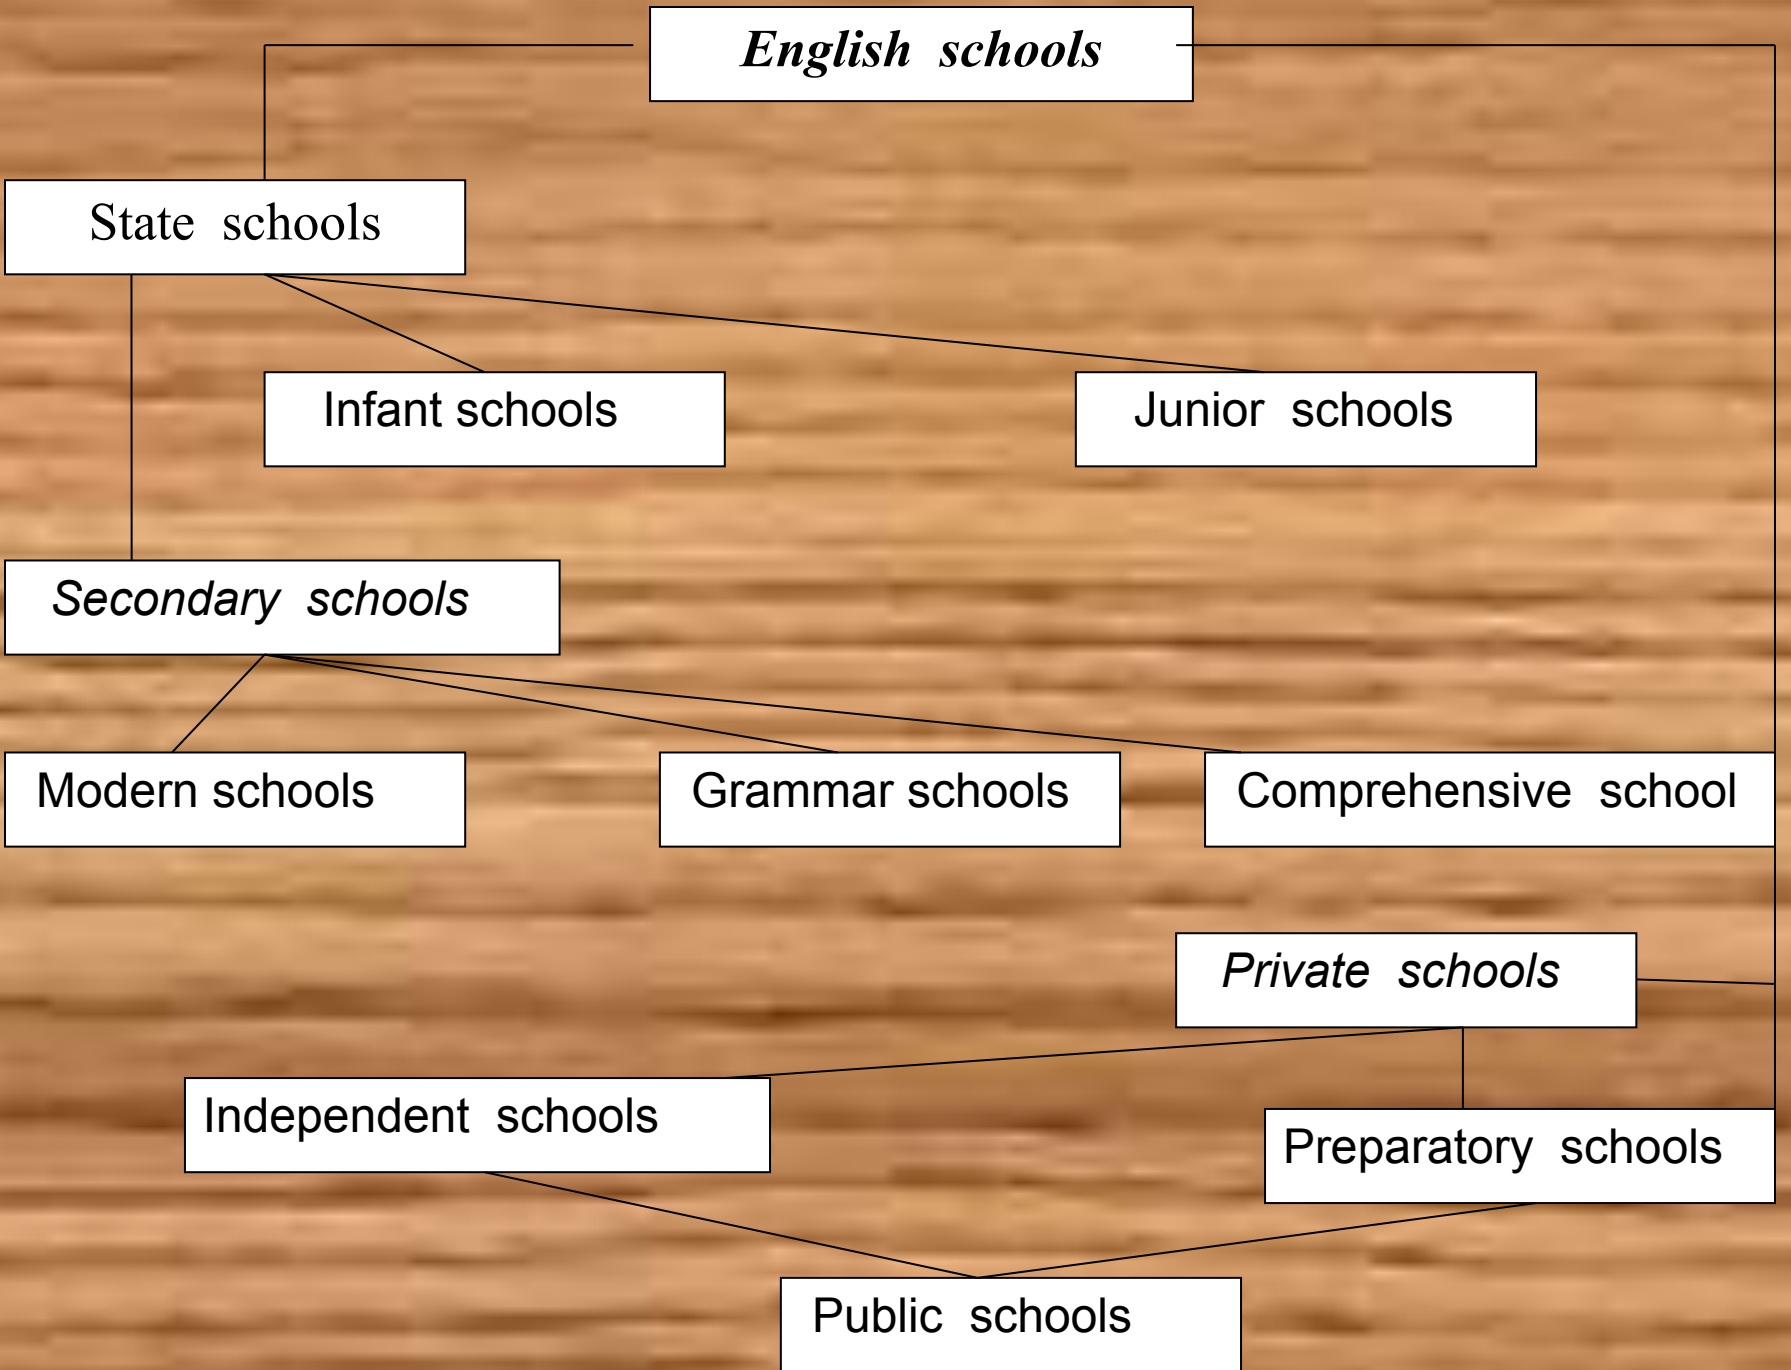 English schools
State schools
Infant schools
Junior schools
Secondary schools
Modern schools
Grammar schools
Comprehensive school
Private schools
Independent schools
Preparatory schools
Public schools